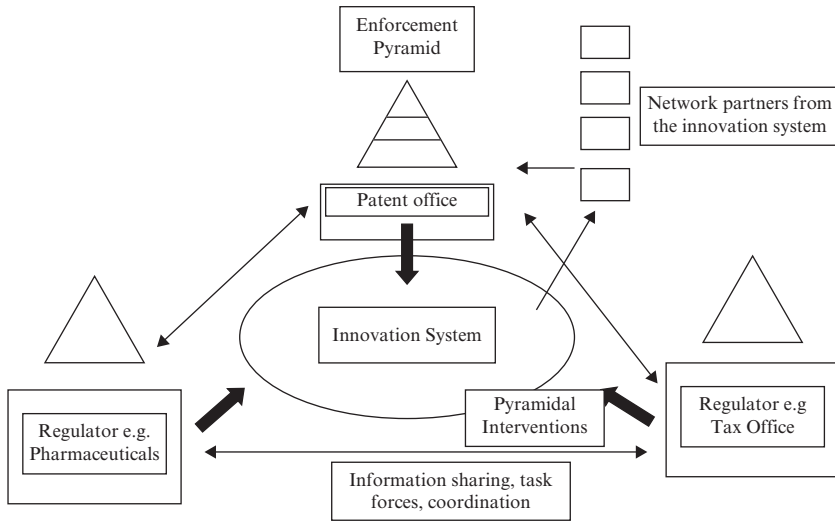 Enforcement
Pyramid
Network partners from
the innovation system
Patent office
Innovation System
Pyramidal
Interventions
Regulator e.g.
Pharmaceuticals
Regulator e.g
Tax Office
Information sharing, task
forces, coordination